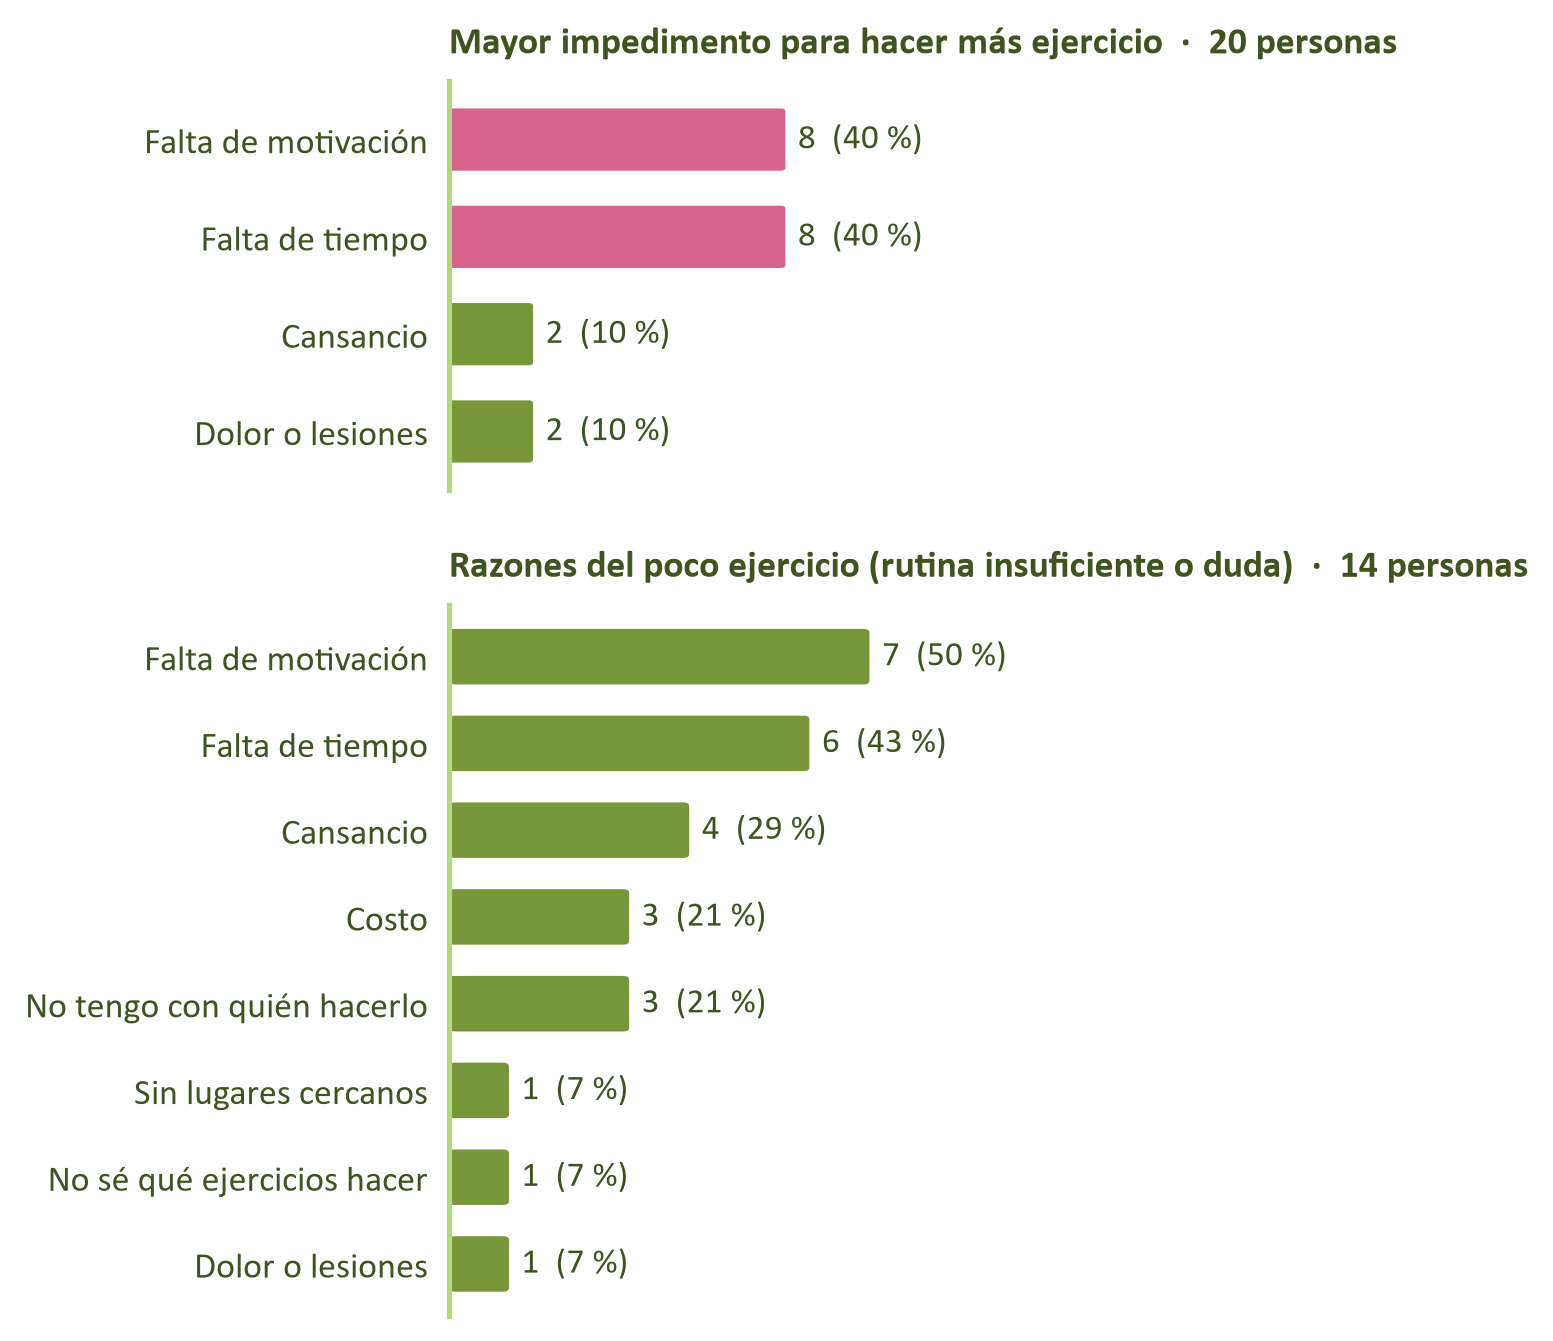 Mayor impedimento para hacer más ejercicio · 20 personas
Falta de motivación 8 (40 %)
Falta de tiempo 8 (40 %)
Cansancio 2 (10 %)
Dolor o lesiones 2 (10 %)
Razones del poco ejercicio (rutina insuficiente o duda) · 14 personas
Falta de motivación 7 (50 %)
Falta de tiempo 6 (43 %)
Cansancio 4 (29 %)
Costo 3 (21 %)
No tengo con quién hacerlo 3 (21 %)
Sin lugares cercanos 1 (7 %)
No sé qué ejercicios hacer 1 (7 %)
Dolor o lesiones 1 (7 %)